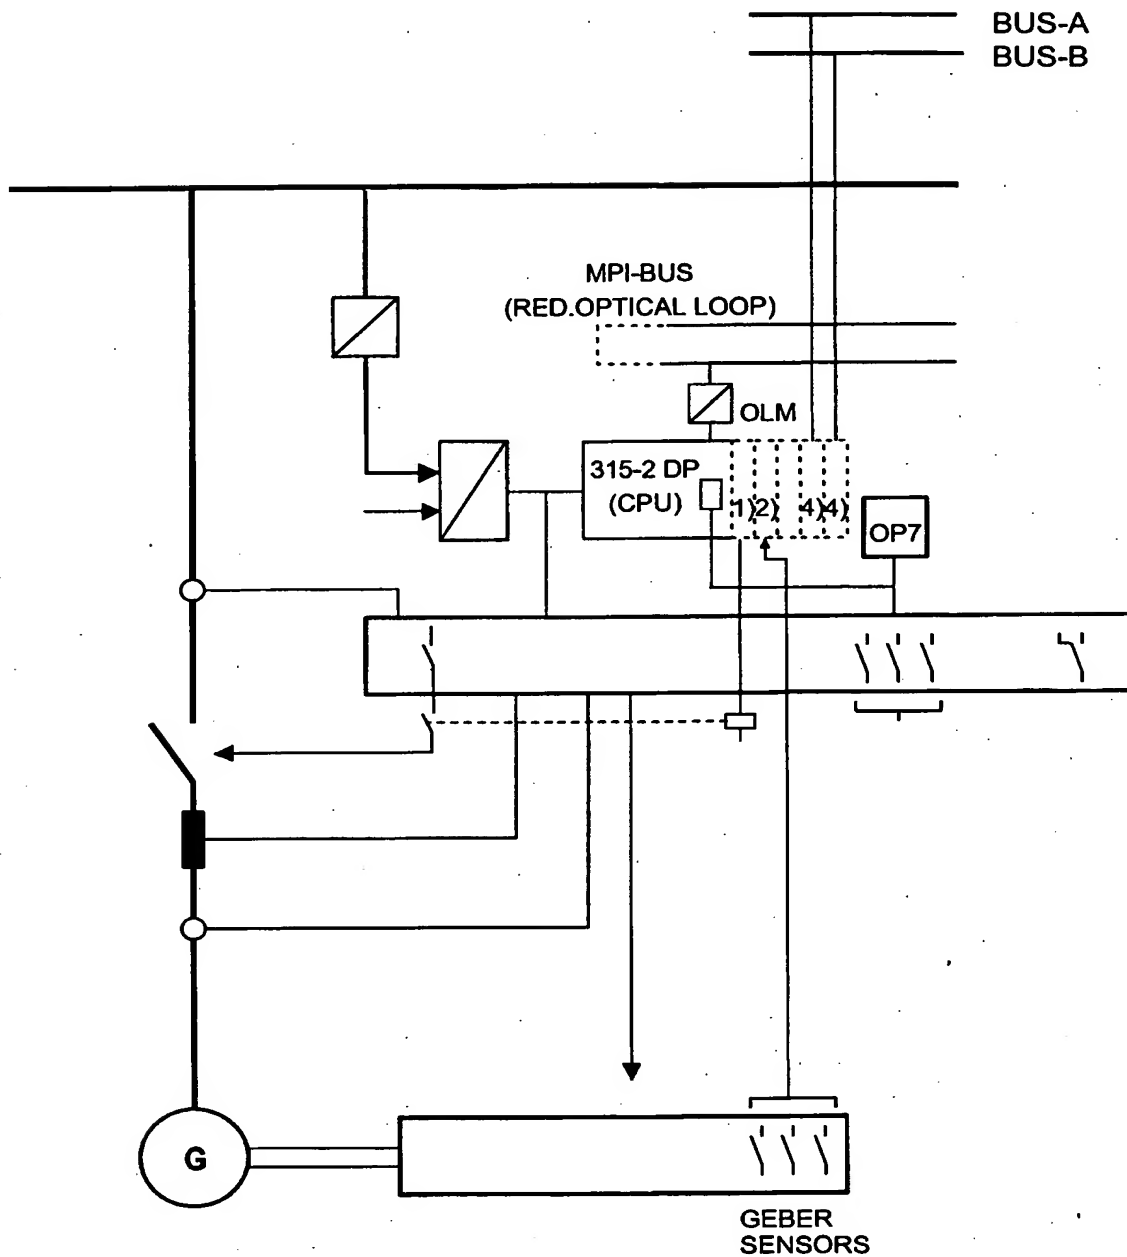 BUS-A
BUS-B
MPI-BUS
(RED.OPTICAL LOOP)
OLM
315-2 DP
(CPU)
1)2) 4)4)
OP7
G
GEBER
SENSORS